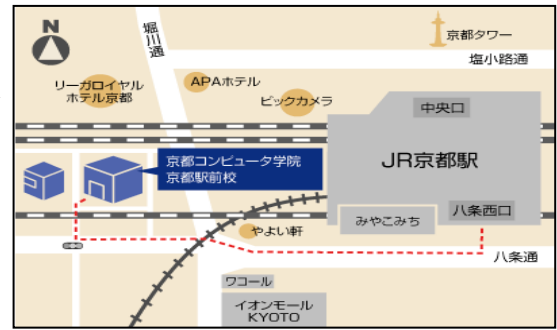 N
堀
川
通
京都タワー
塩小路通
リーガロイヤル
ホテル京都
APAホテル
ビックカメラ
中央口
京都コンピュータ学院
京都駅前校
JR京都駅
八条西口
みやこみち
やよい軒
八条通
ワコール
イオンモール
KYOTO